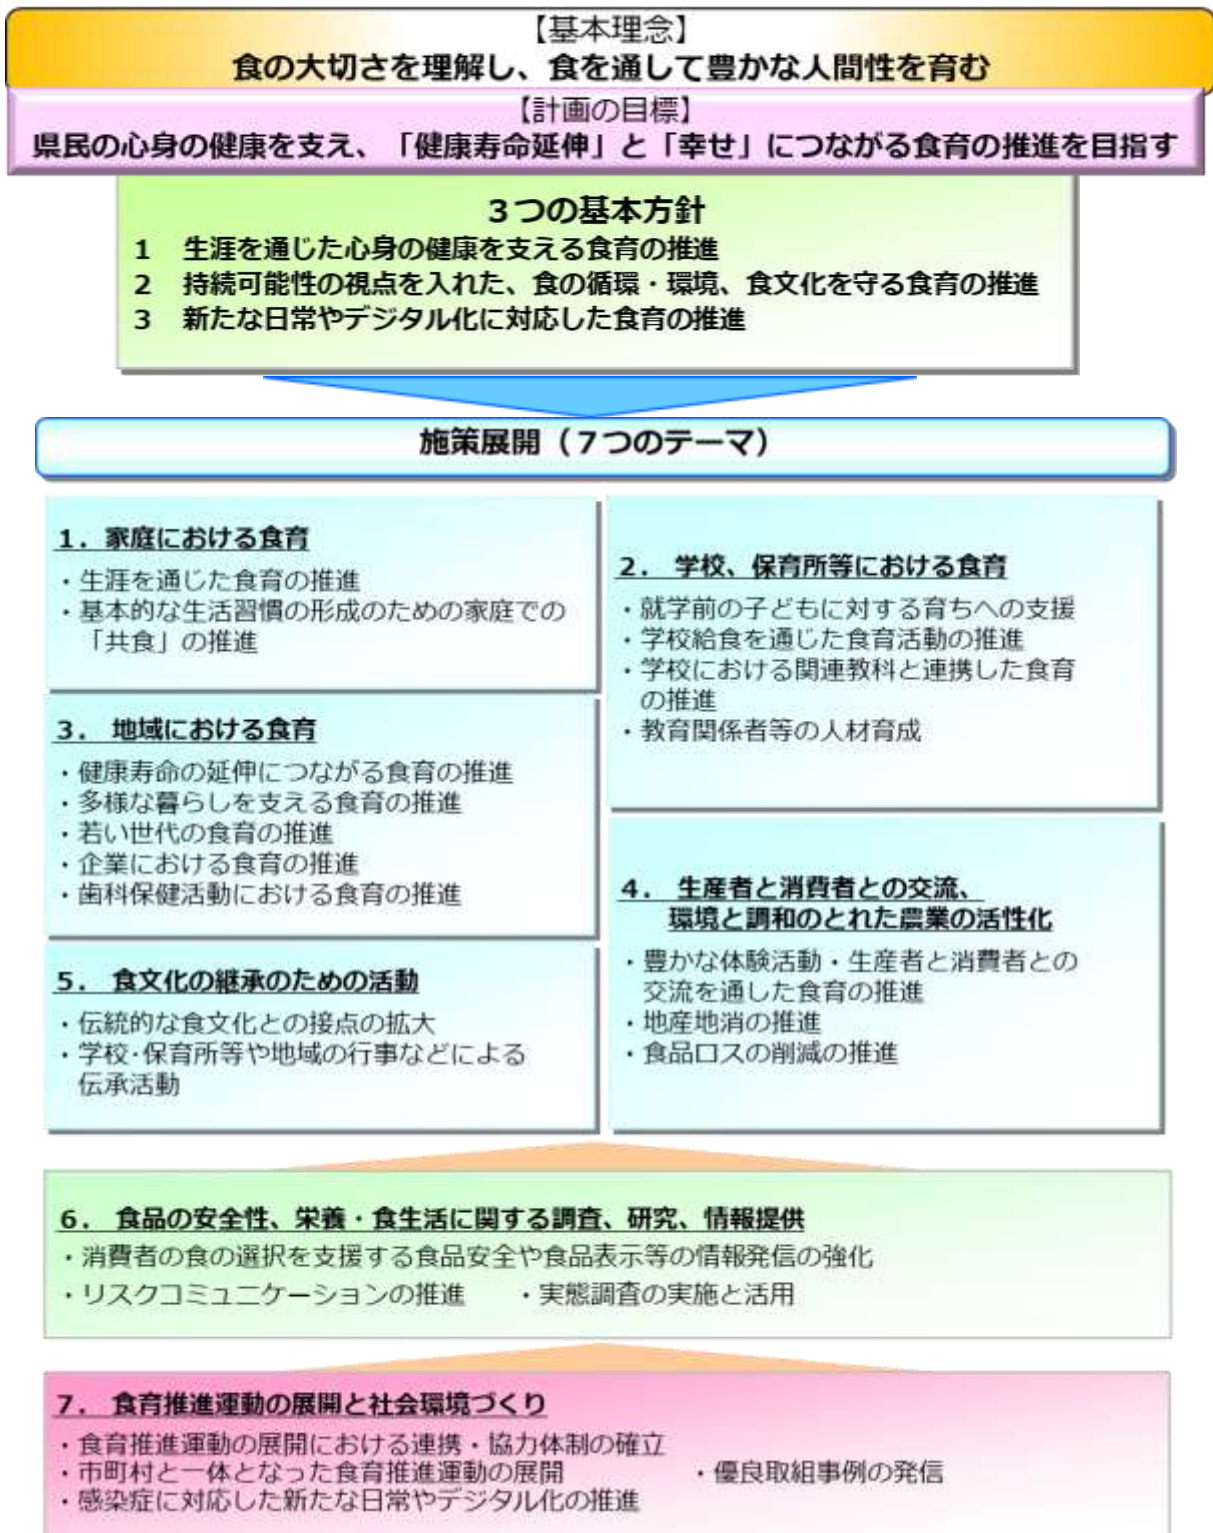 【基本理念】
食の大切さを理解し、食を通して豊かな人間性を育む
【計画の目標】
県民の心身の健康を支え、「健康寿命延伸」と「幸せ」につながる食育の推進を目指す
３つの基本方針
1　生涯を通じた心身の健康を支える食育の推進
2　持続可能性の視点を入れた、食の循環・環境、食文化を守る食育の推進
3　新たな日常やデジタル化に対応した食育の推進
施策展開（７つのテーマ）
１．家庭における食育
・生涯を通じた食育の推進
・基本的な生活習慣の形成のための家庭での
「共食」の推進
２． 学校、保育所等における食育
・就学前の子どもに対する育ちへの支援
・学校給食を通じた食育活動の推進
・学校における関連教科と連携した食育
の推進
・教育関係者等の人材育成
３． 地域における食育
・健康寿命の延伸につながる食育の推進
・多様な暮らしを支える食育の推進
・若い世代の食育の推進
・企業における食育の推進
・歯科保健活動における食育の推進
４． 生産者と消費者との交流、
環境と調和のとれた農業の活性化
・豊かな体験活動・生産者と消費者との
交流を通した食育の推進
・地産地消の推進
・食品ロスの削減の推進
５． 食文化の継承のための活動
・伝統的な食文化との接点の拡大
・学校・保育所等や地域の行事などによる
伝承活動
６． 食品の安全性、栄養・食生活に関する調査、研究、情報提供
・消費者の食の選択を支援する食品安全や食品表示等の情報発信の強化
・リスクコミュニケーションの推進　・実態調査の実施と活用
７． 食育推進運動の展開と社会環境づくり
・食育推進運動の展開における連携・協力体制の確立
・市町村と一体となった食育推進運動の展開　・優良取組事例の発信
・感染症に対応した新たな日常やデジタル化の推進